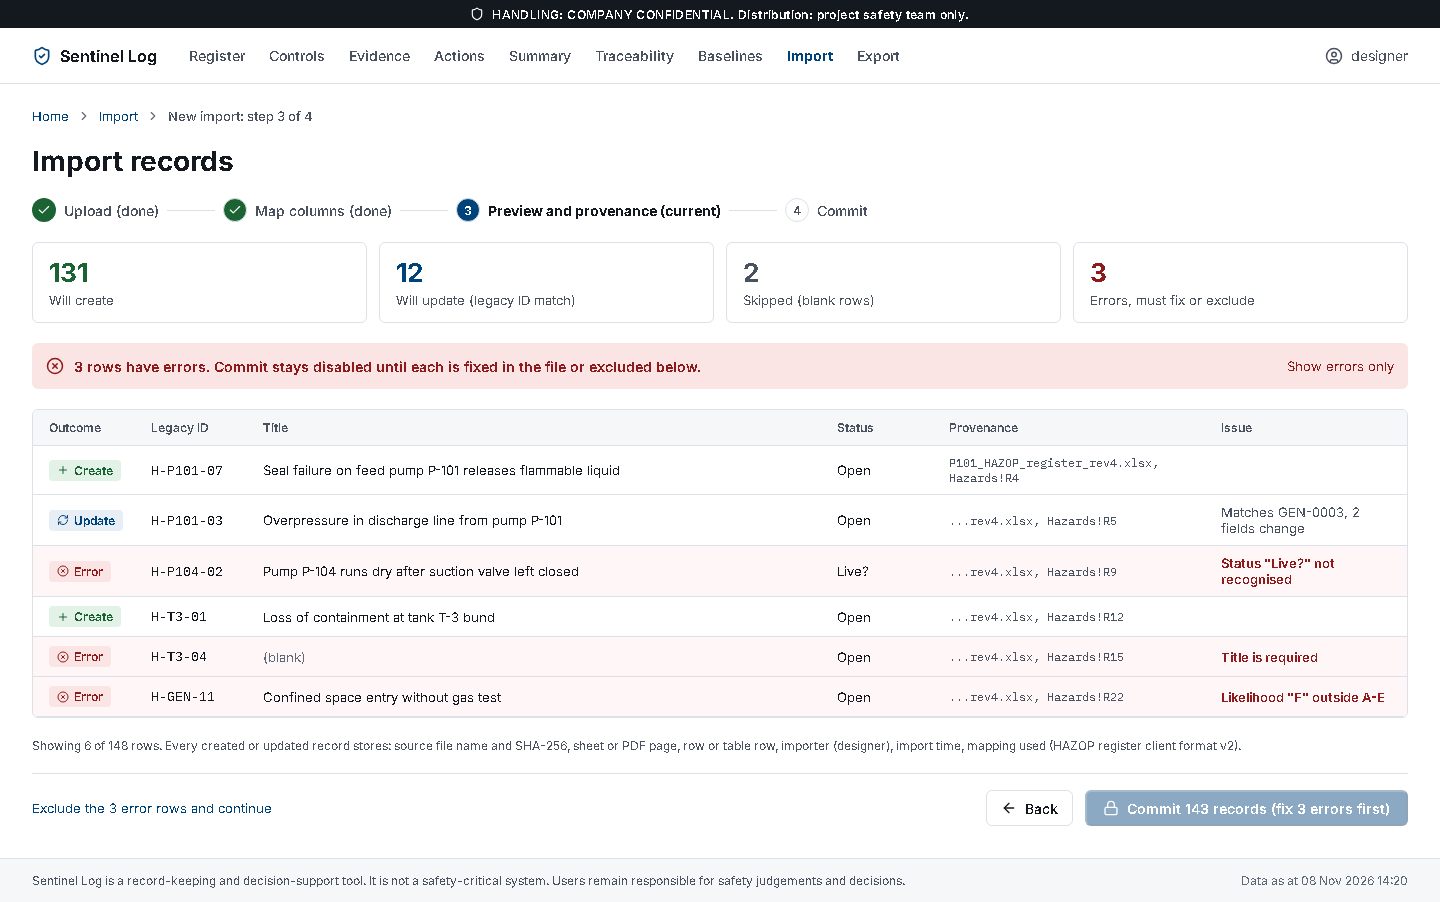 HANDLING: COMPANY CONFIDENTIAL. Distribution: project safety team only.
Sentinel Log Register Controls Evidence Actions Summary Traceability Baselines Import Export designer
Home > Import > New import: step 3 of 4
Import records
Upload (done) Map columns (done) 3 Preview and provenance (current) 4 Commit
131 12 2 3
Will create Will update (legacy ID match) Skipped (blank rows) Errors, must fix or exclude
3 rows have errors. Commit stays disabled until each is fixed in the file or excluded below. Show errors only
Outcome Legacy ID Title Status Provenance Issue
+ Create H-P101-07 Seal failure on feed pump P-101 releases flammable liquid Open P101_HAZOP_register_rev4.xlsx,
Hazards!R4
Update H-P101-03 Overpressure in discharge line from pump P-101 Open ...rev4.xlsx, Hazards!R5 Matches GEN-0003, 2
fields change
Error H-P104-02 Pump P-104 runs dry after suction valve left closed Live? ...rev4.xlsx, Hazards!R9 Status "Live?" not
recognised
+ Create H-T3-01 Loss of containment at tank T-3 bund Open ...rev4.xlsx, Hazards!R12
Error H-T3-04 (blank) Open ...rev4.xlsx, Hazards!R15 Title is required
Error H-GEN-11 Confined space entry without gas test Open ...rev4.xlsx, Hazards!R22 Likelihood "F" outside A-E
Showing 6 of 148 rows. Every created or updated record stores: source file name and SHA-256, sheet or PDF page, row or table row, importer (designer), import time, mapping used (HAZOP register client format v2).
Exclude the 3 error rows and continue Back Commit 143 records (fix 3 errors first)
Sentinel Log is a record-keeping and decision-support tool. It is not a safety-critical system. Users remain responsible for safety judgements and decisions. Data as at 08 Nov 2026 14:20